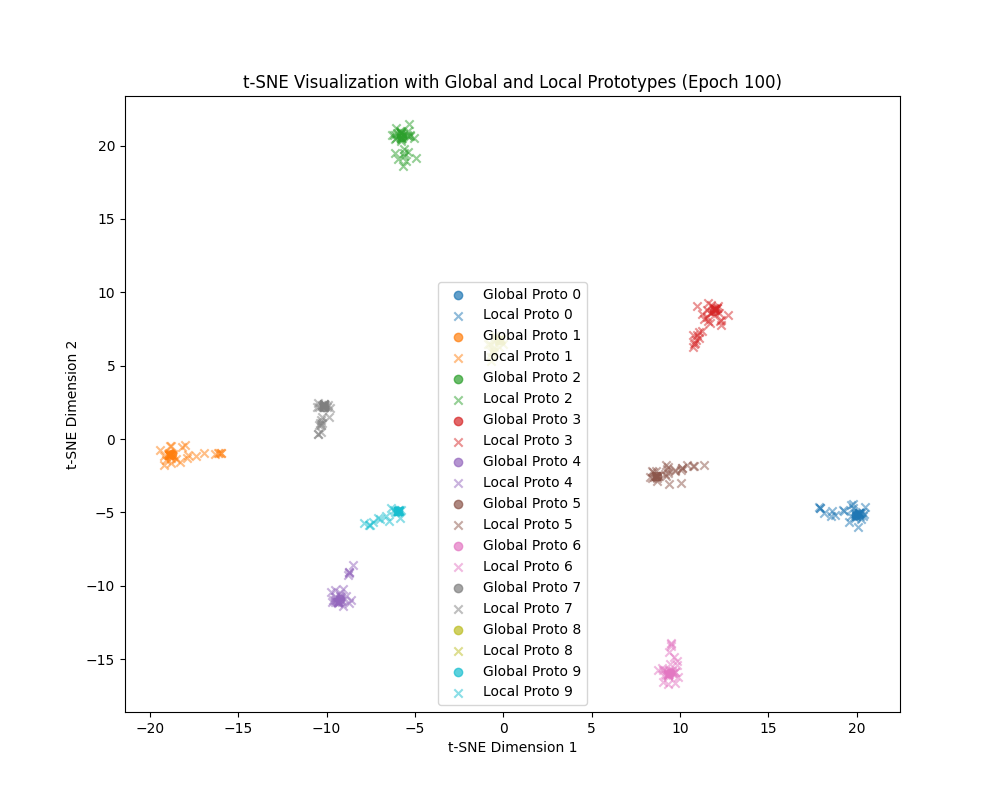 t-SNE Visualization with Global and Local Prototypes (Epoch 100)
t-SNE Dimension 2
20
15
10
5
0
−5
−10
−15
Global Proto 0
Local Proto 0
Global Proto 1
Local Proto 1
Global Proto 2
Local Proto 2
Global Proto 3
Local Proto 3
Global Proto 4
Local Proto 4
Global Proto 5
Local Proto 5
Global Proto 6
Local Proto 6
Global Proto 7
Local Proto 7
Global Proto 8
Local Proto 8
Global Proto 9
Local Proto 9
−20 −15 −10 −5 0 5 10 15 20
t-SNE Dimension 1